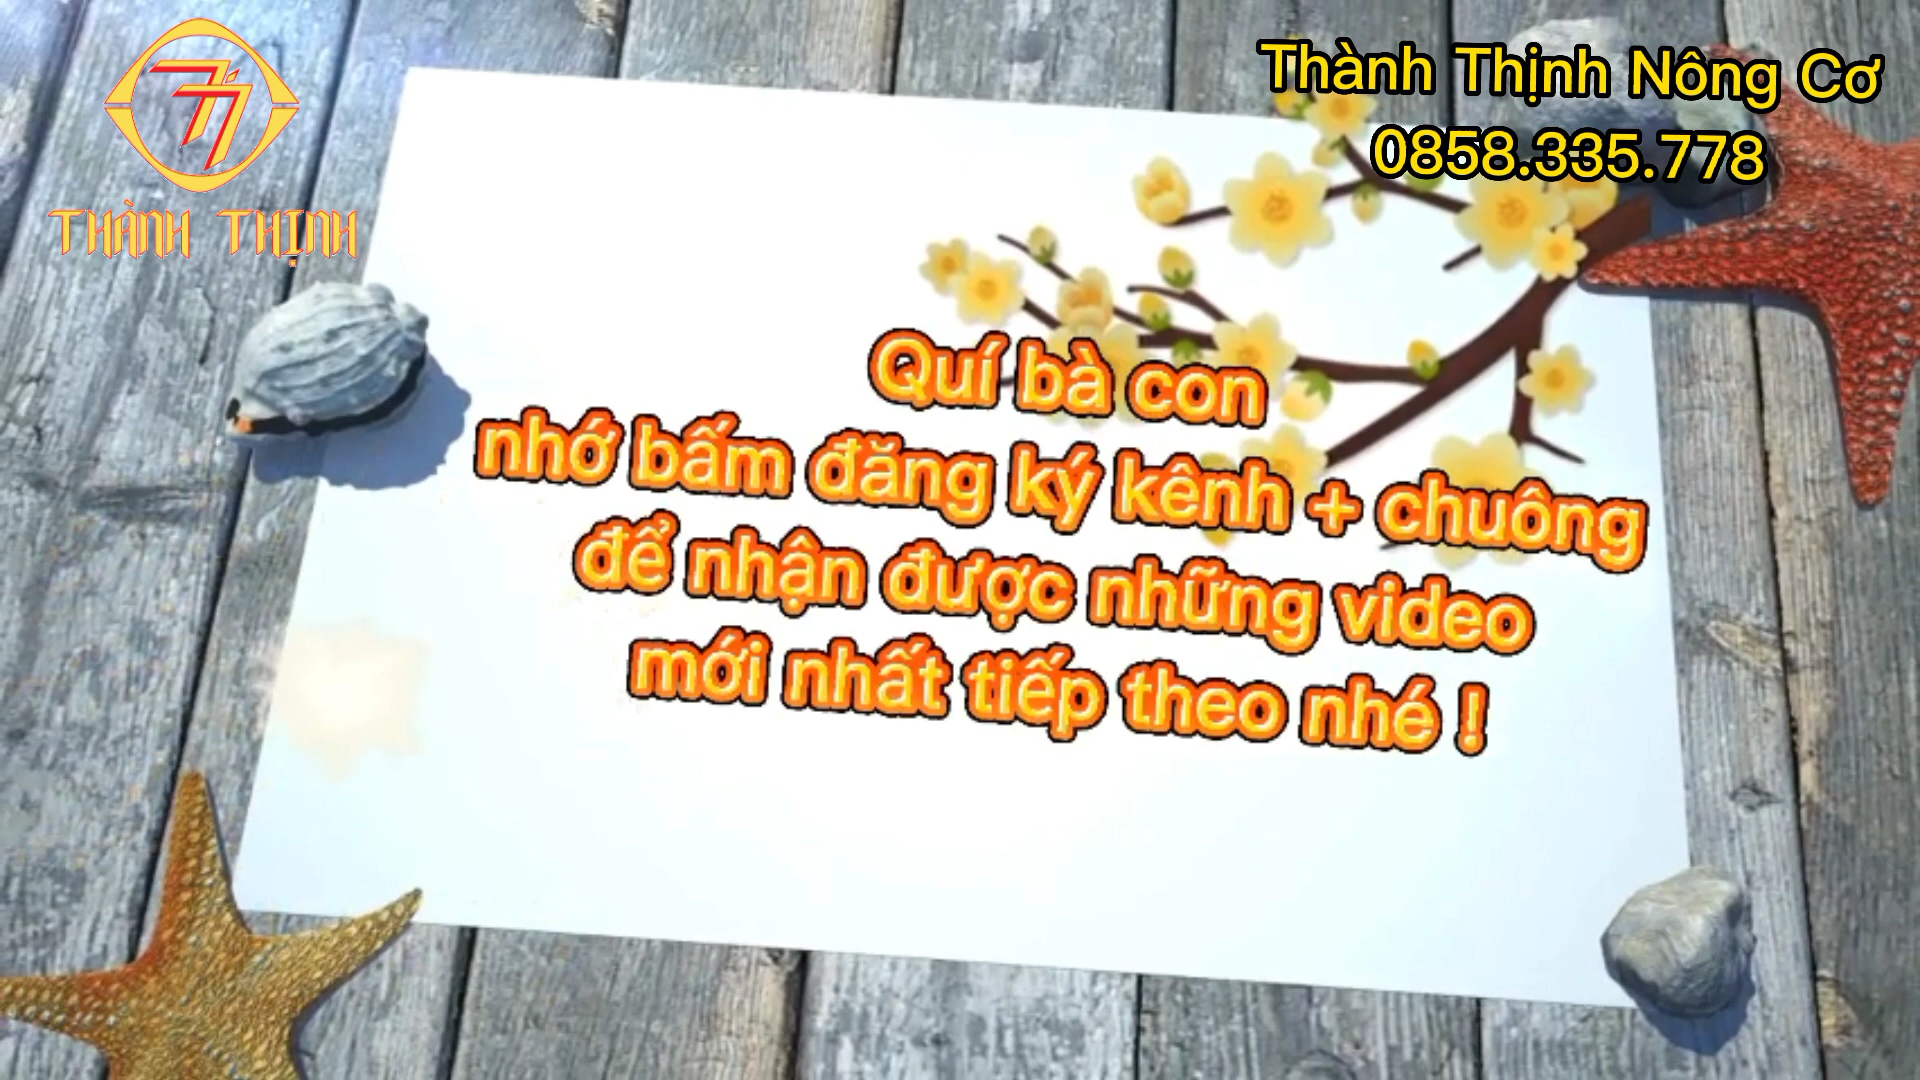 THÀNH THỊNH
Thành Thịnh Nông Cơ
0858.335.778
Quí bà con
nhớ bấm đăng ký kênh + chuông
để nhận được những video
mới nhất tiếp theo nhé !